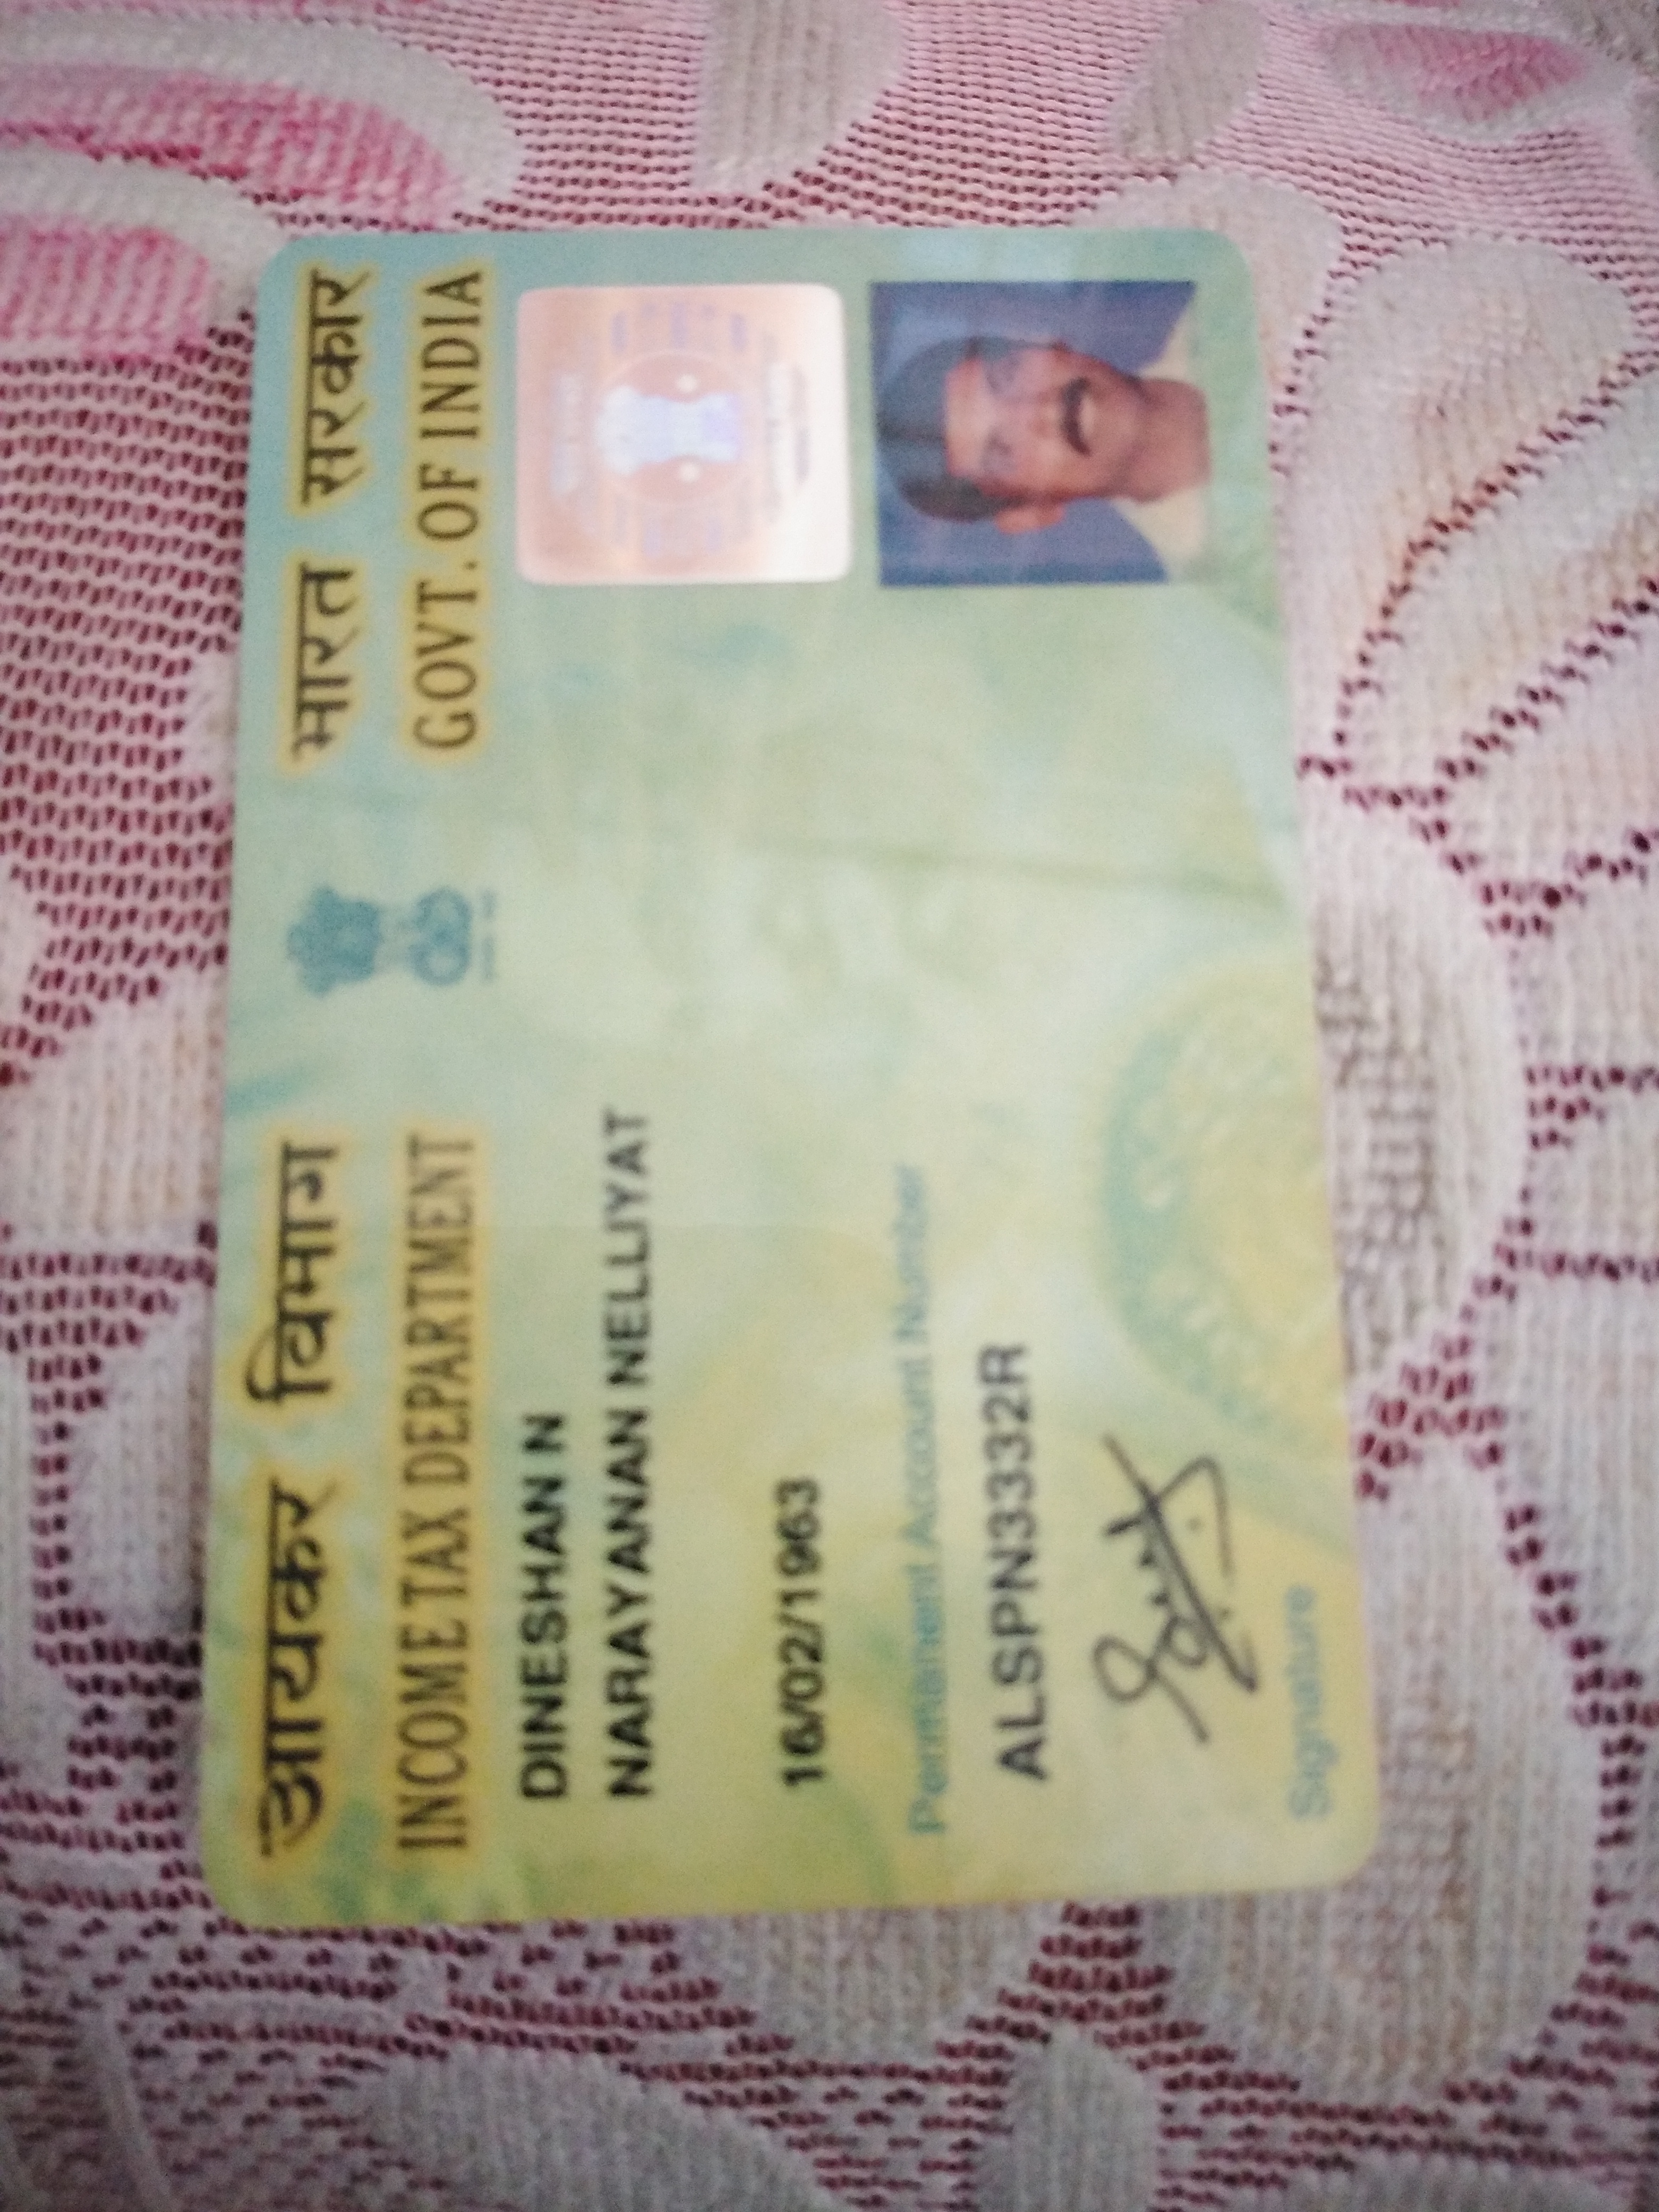 आयकर विभाग
INCOME TAX DEPARTMENT
भारत सरकार
GOVT. OF INDIA
DINESHAN N
NARAYANAN NELLIYAT
16/02/1963
Permanent Account Number
ALSPN3332R
Signature